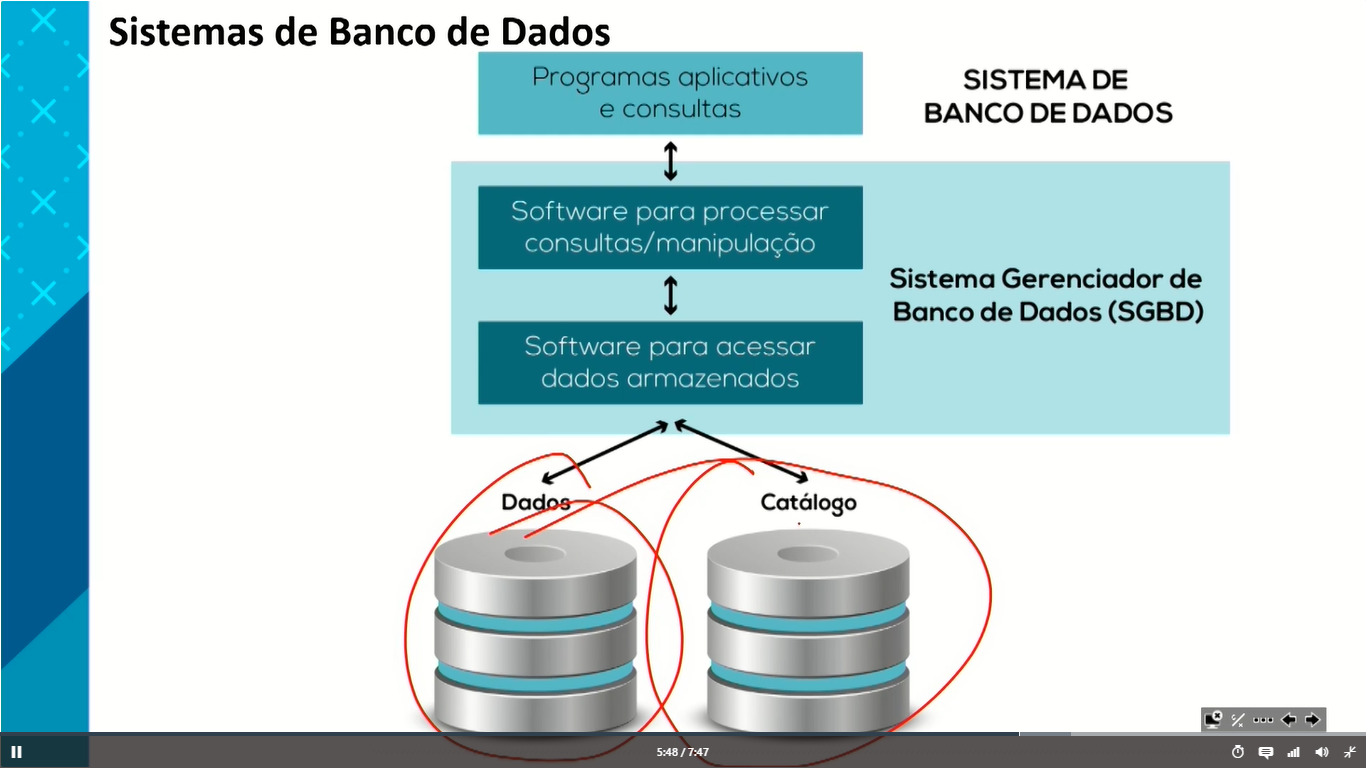 Sistemas de Banco de Dados
Programas aplicativos
e consultas
SISTEMA DE
BANCO DE DADOS
Software para processar
consultas/manipulação
Sistema Gerenciador de
Banco de Dados (SGBD)
Software para acessar
dados armazenados
Dados
Catálogo
5:48 / 7:47